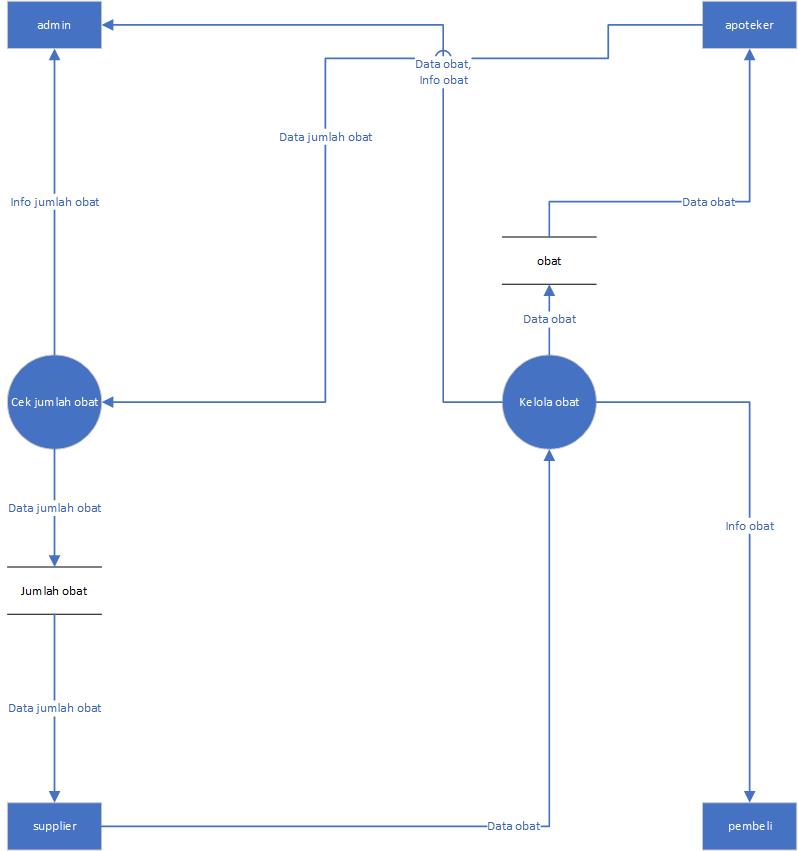 admin
apoteker
Data obat,
Info obat
Data jumlah obat
Info jumlah obat
Data obat
obat
Data obat
Cek jumlah obat
Kelola obat
Data jumlah obat
Info obat
Jumlah obat
Data jumlah obat
supplier
Data obat
pembeli